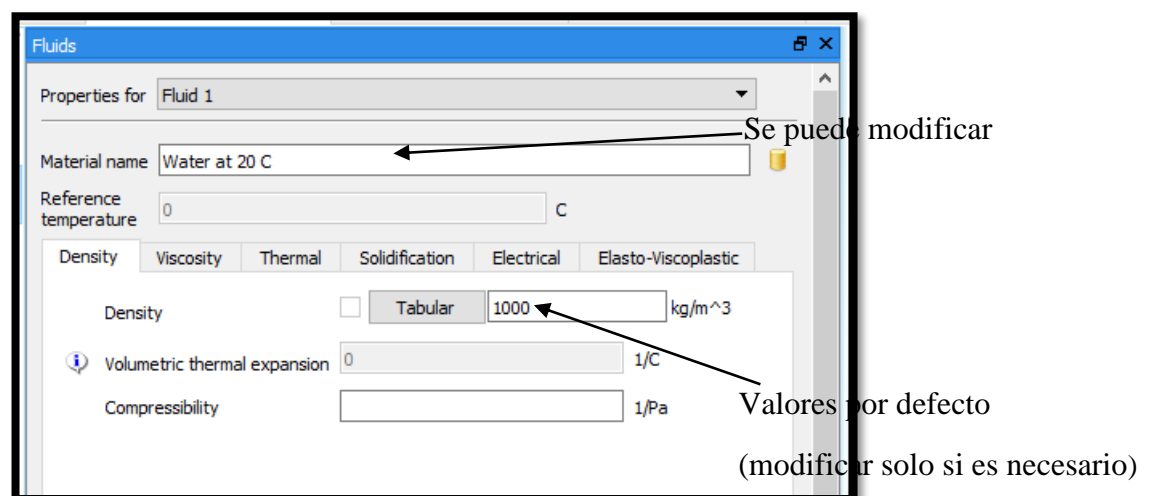 Fluids
Properties for Fluid 1
Se puede modificar
Material name Water at 20 C
Reference
temperature 0 C
Density Viscosity Thermal Solidification Electrical Elasto-Viscoplastic
Density Tabular 1000 kg/m^3
Volumetric thermal expansion 0 1/C
Compressibility 1/Pa
Valores por defecto
(modificar solo si es necesario)